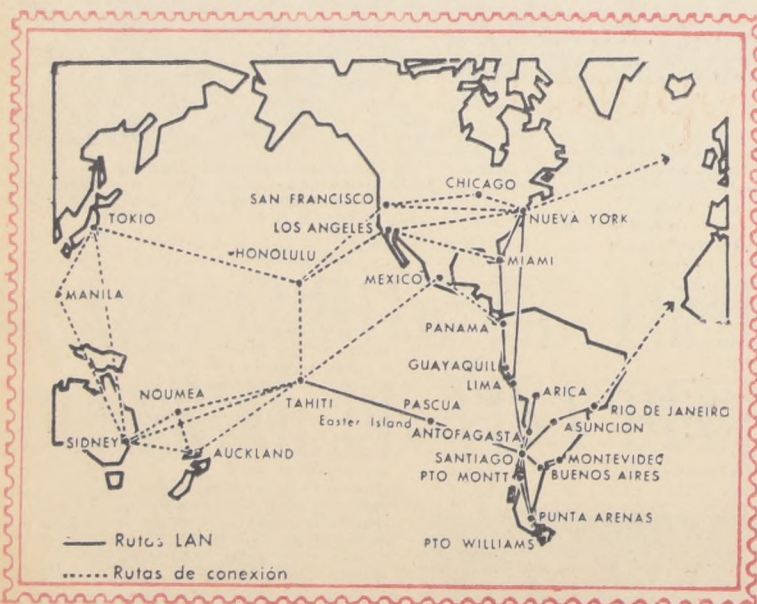 CHICAGO
SAN FRANCISCO
TOKIO
NUEVA YORK
LOS ANGELES
HONOLULU
MIAMI
MEXICO
MANILA
PANAMA
GUAYAQUIL
LIMA
ARICA
NOUMEA
TAHITI
PASCUA
RIO DE JANEIRO
Easter Island
ASUNCION
ANTOFAGASTA
SIDNEY
AUCKLAND
SANTIAGO
MONTEVIDEO
PTO MONTT
BUENOS AIRES
PUNTA ARENAS
PTO WILLIAMS
Rutas LAN
Rutas de conexión